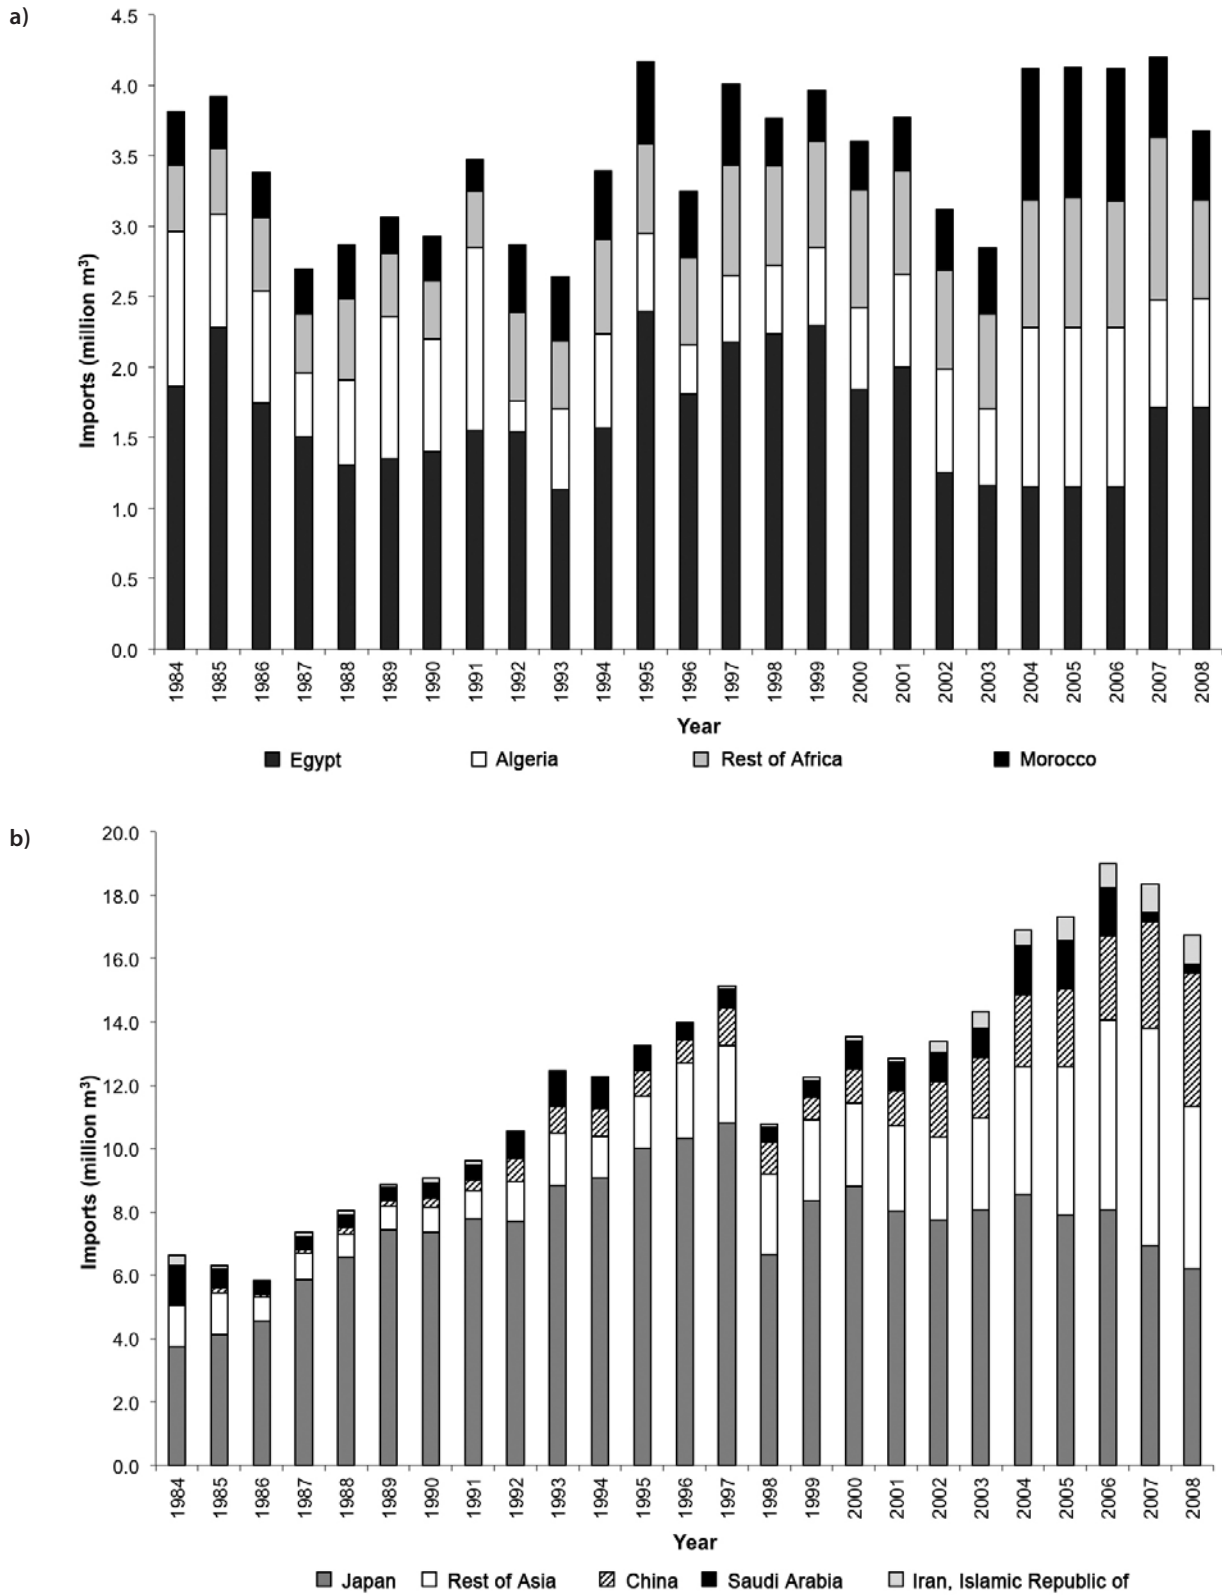 a)
4.5
4.0
3.5
3.0
2.5
2.0
1.5
1.0
0.5
0.0
Imports (million m³)
1984 1985 1986 1987 1988 1989 1990 1991 1992 1993 1994 1995 1996 1997 1998 1999 2000 2001 2002 2003 2004 2005 2006 2007 2008
Year
Egypt Algeria Rest of Africa Morocco
b)
20.0
18.0
16.0
14.0
12.0
10.0
8.0
6.0
4.0
2.0
0.0
Imports (million m³)
1984 1985 1986 1987 1988 1989 1990 1991 1992 1993 1994 1995 1996 1997 1998 1999 2000 2001 2002 2003 2004 2005 2006 2007 2008
Year
Japan Rest of Asia China Saudi Arabia Iran, Islamic Republic of